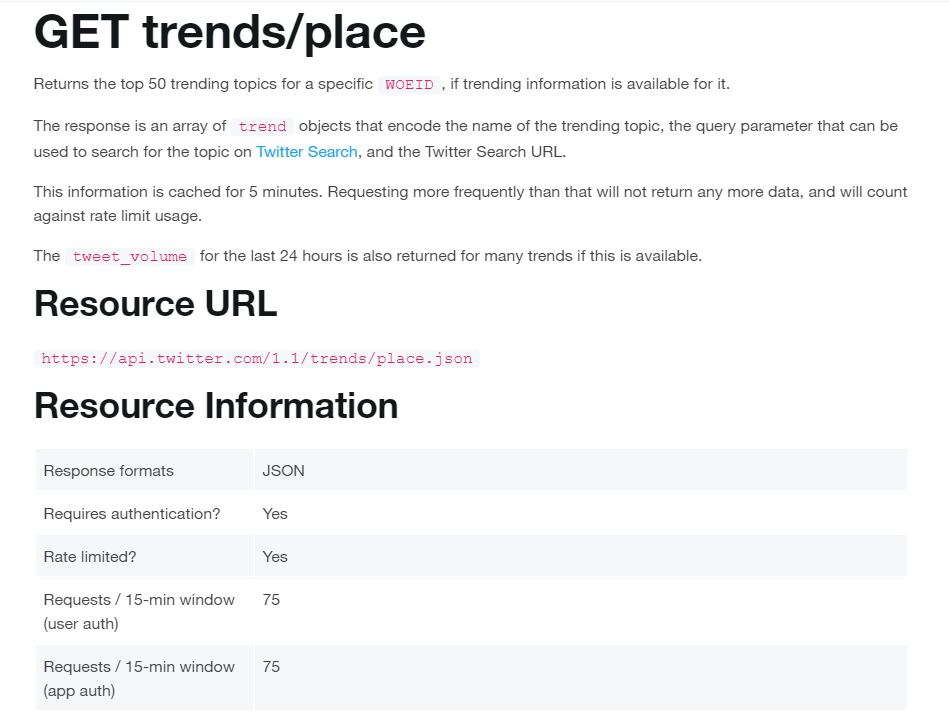 GET trends/place
Returns the top 50 trending topics for a specific WOEID , if trending information is available for it.
The response is an array of trend objects that encode the name of the trending topic, the query parameter that can be
used to search for the topic on Twitter Search, and the Twitter Search URL.
This information is cached for 5 minutes. Requesting more frequently than that will not return any more data, and will count
against rate limit usage.
The tweet_volume for the last 24 hours is also returned for many trends if this is available.
Resource URL
https://api.twitter.com/1.1/trends/place.json
Resource Information
Response formats JSON
Requires authentication? Yes
Rate limited? Yes
Requests / 15-min window 75
(user auth)
Requests / 15-min window 75
(app auth)